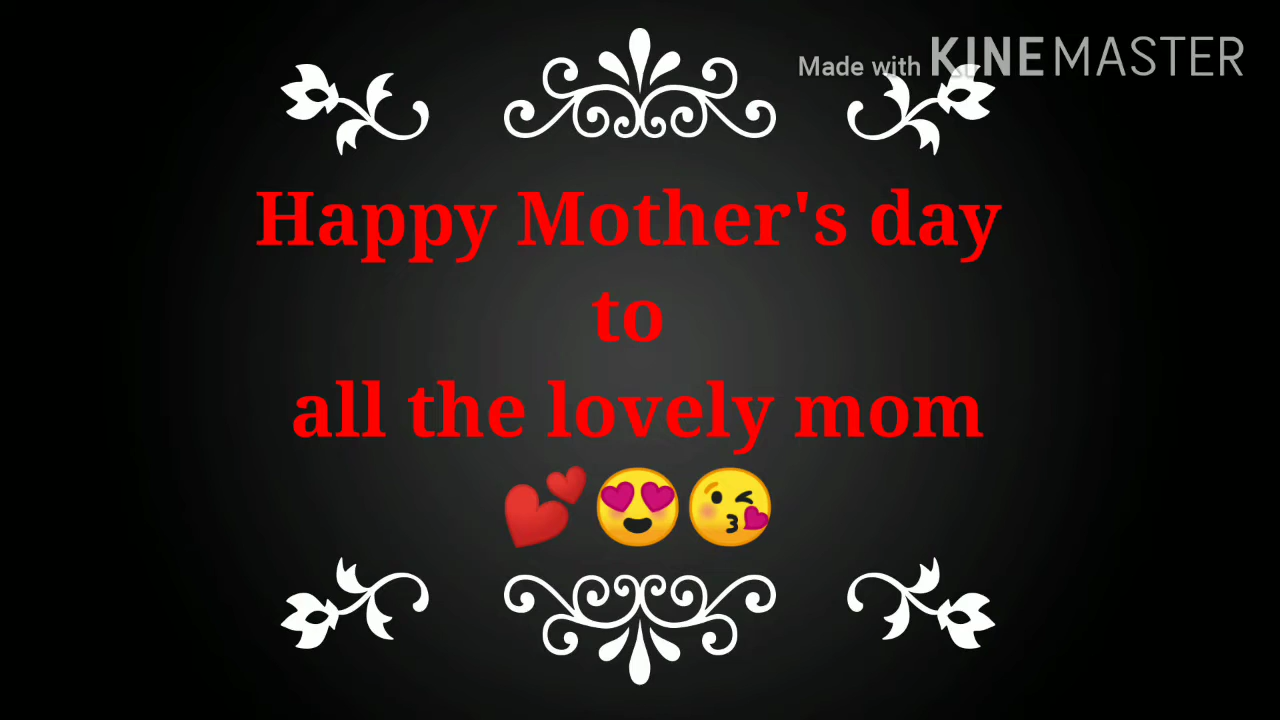 Made with KINEMASTER
Happy Mother's day
to
all the lovely mom
💕😍😘